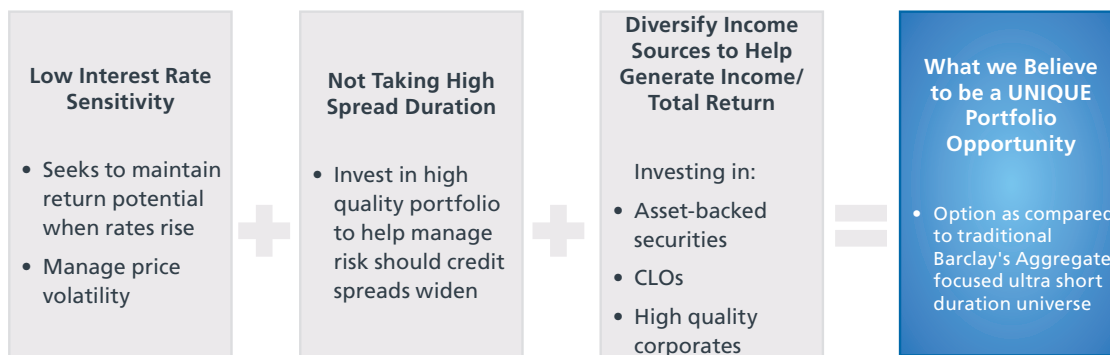 Low Interest Rate
Sensitivity
• Seeks to maintain
return potential
when rates rise
• Manage price
volatility
+
Not Taking High
Spread Duration
• Invest in high
quality portfolio
to help manage
risk should credit
spreads widen
+
Diversify Income
Sources to Help
Generate Income/
Total Return
Investing in:
• Asset-backed
securities
• CLOs
• High quality
corporates
=
What we Believe
to be a UNIQUE
Portfolio
Opportunity
• Option as compared
to traditional
Barclay's Aggregate
focused ultra short
duration universe